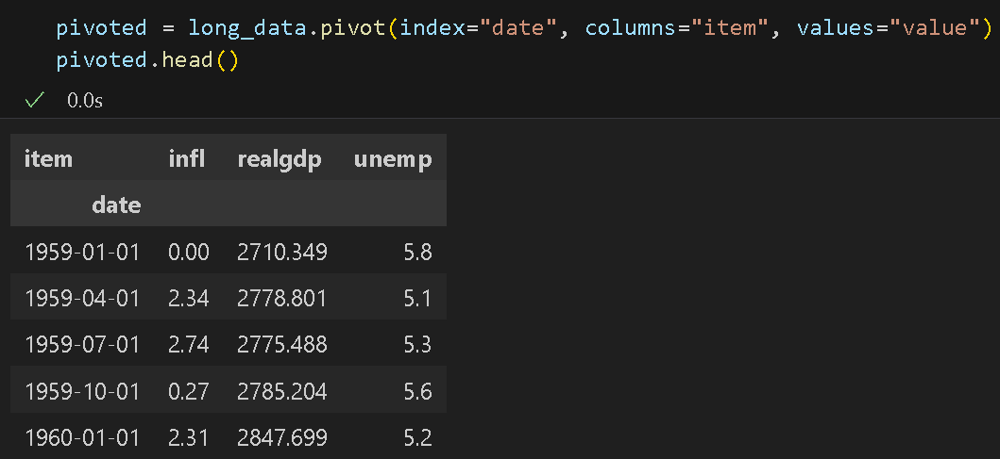 pivoted = long_data.pivot(index="date", columns="item", values="value")
pivoted.head()
✓ 0.0s
item infl realgdp unemp
date
1959-01-01 0.00 2710.349 5.8
1959-04-01 2.34 2778.801 5.1
1959-07-01 2.74 2775.488 5.3
1959-10-01 0.27 2785.204 5.6
1960-01-01 2.31 2847.699 5.2